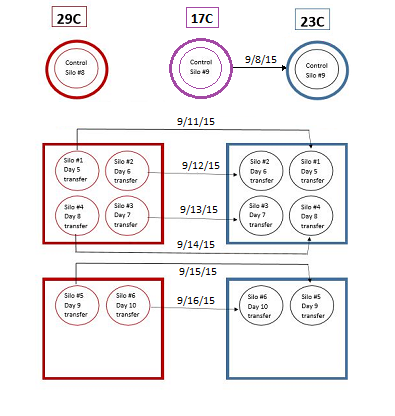 29C 17C 23C
Control
Silo #8
Control
Silo #9
9/8/15
Control
Silo #9
9/11/15
Silo #1
Day 5
transfer
Silo #2
Day 6
transfer
9/12/15
Silo #2
Day 6
transfer
Silo #1
Day 5
transfer
Silo #4
Day 8
transfer
Silo #3
Day 7
transfer
9/13/15
Silo #3
Day 7
transfer
Silo #4
Day 8
transfer
9/14/15
9/15/15
Silo #5
Day 9
transfer
Silo #6
Day 10
transfer
9/16/15
Silo #6
Day 10
transfer
Silo #5
Day 9
transfer